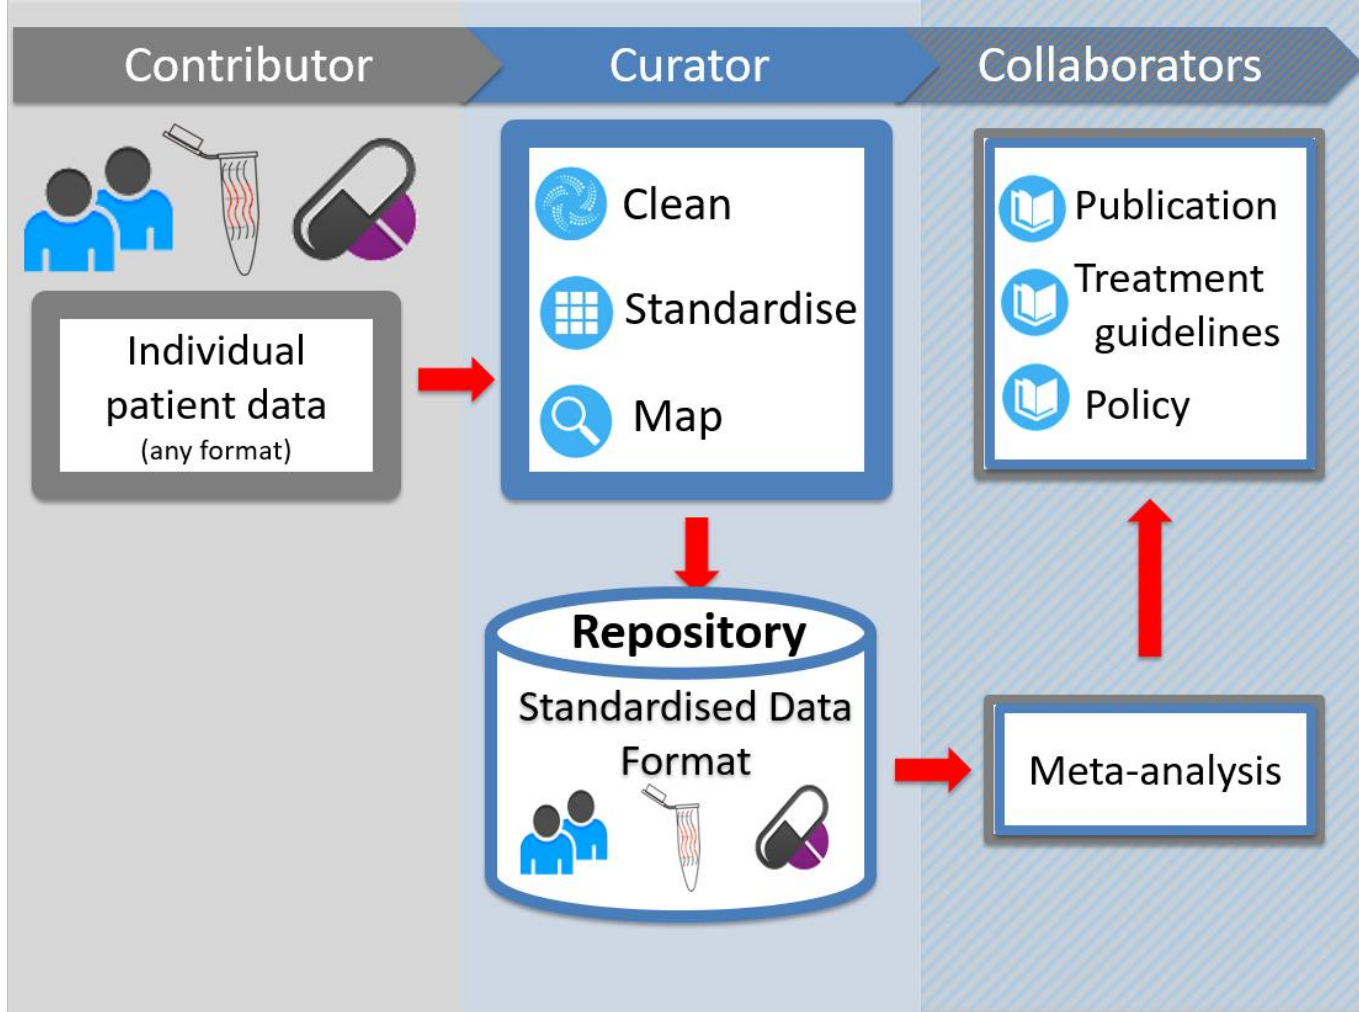 Contributor
Curator
Collaborators
Individual
patient data
(any format)
Clean
Standardise
Map
Repository
Standardised Data
Format
Publication
Treatment
guidelines
Policy
Meta-analysis